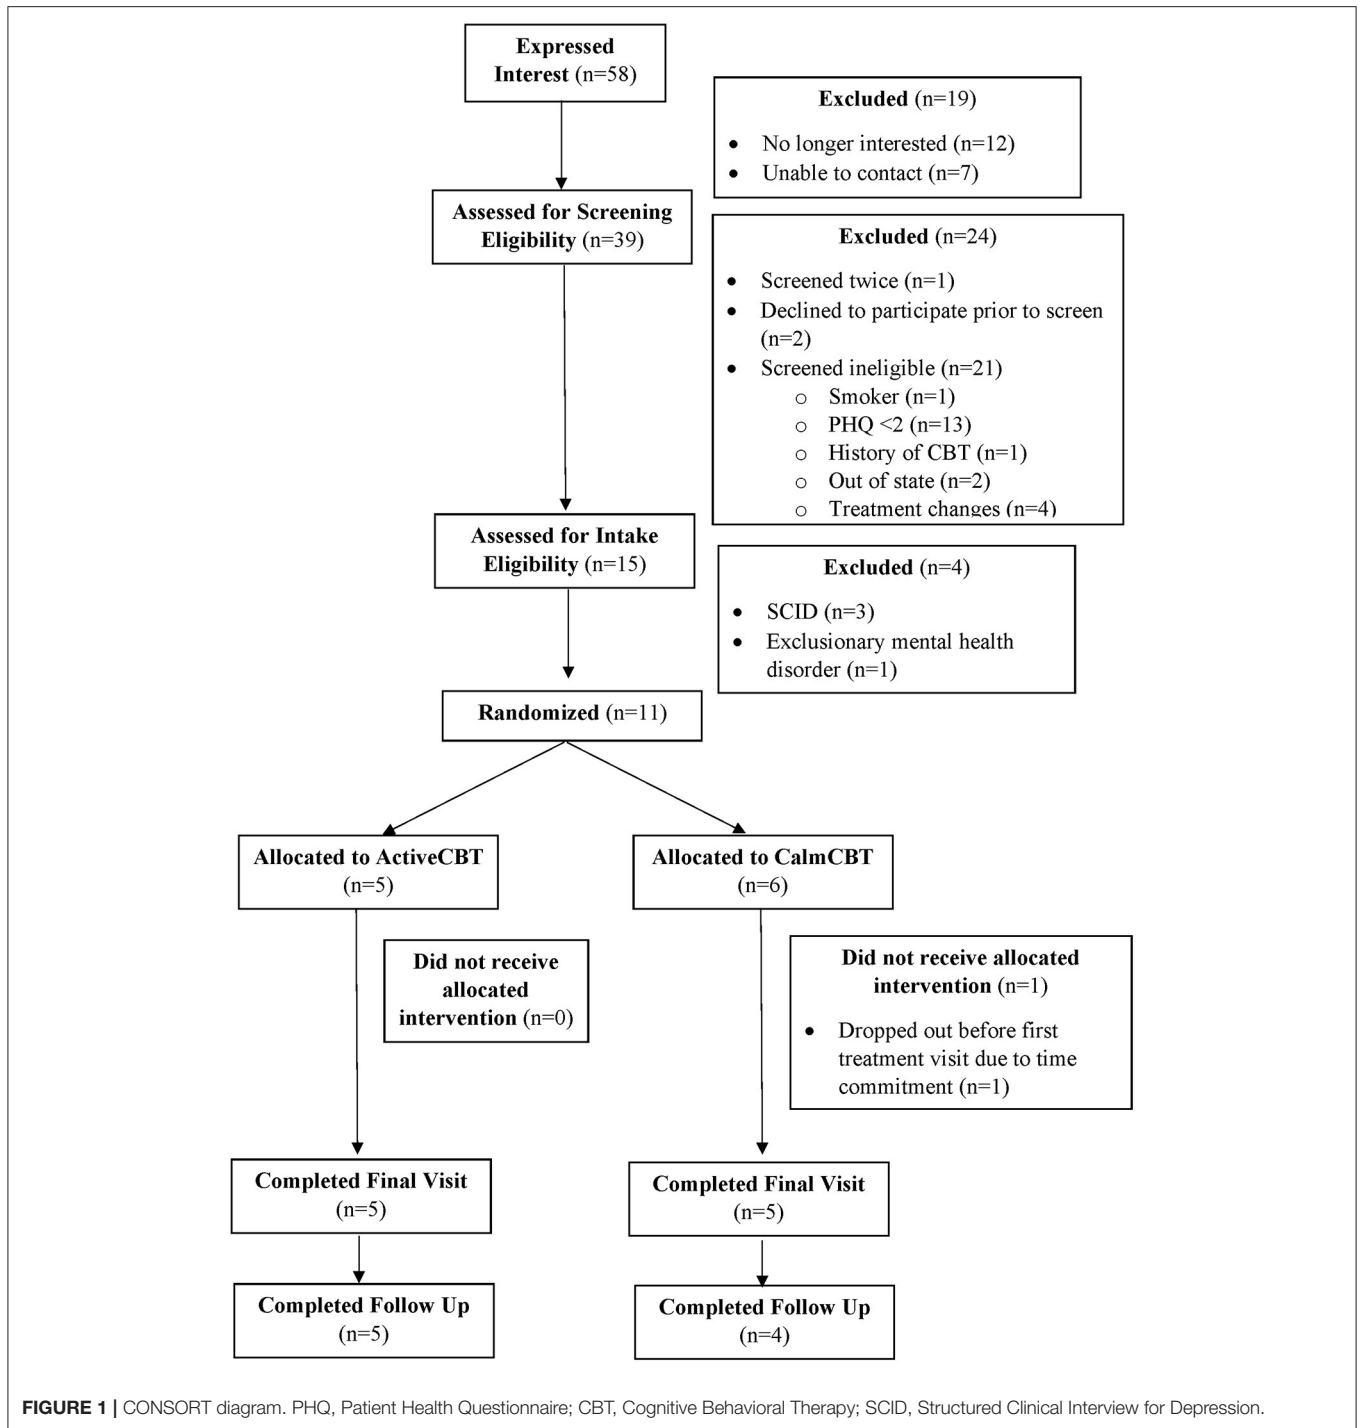 Expressed
Interest (n=58)
Excluded (n=19)
• No longer interested (n=12)
• Unable to contact (n=7)
Assessed for Screening
Eligibility (n=39)
Excluded (n=24)
• Screened twice (n=1)
• Declined to participate prior to screen
(n=2)
• Screened ineligible (n=21)
o Smoker (n=1)
o PHQ <2 (n=13)
o History of CBT (n=1)
o Out of state (n=2)
o Treatment changes (n=4)
Assessed for Intake
Eligibility (n=15)
Excluded (n=4)
• SCID (n=3)
• Exclusionary mental health
disorder (n=1)
Randomized (n=11)
Allocated to ActiveCBT
(n=5)
Allocated to CalmCBT
(n=6)
Did not receive
allocated
intervention (n=0)
Did not receive allocated
intervention (n=1)
• Dropped out before first
treatment visit due to time
commitment (n=1)
Completed Final Visit
(n=5)
Completed Final Visit
(n=5)
Completed Follow Up
(n=5)
Completed Follow Up
(n=4)
FIGURE 1 | CONSORT diagram. PHQ, Patient Health Questionnaire; CBT, Cognitive Behavioral Therapy; SCID, Structured Clinical Interview for Depression.